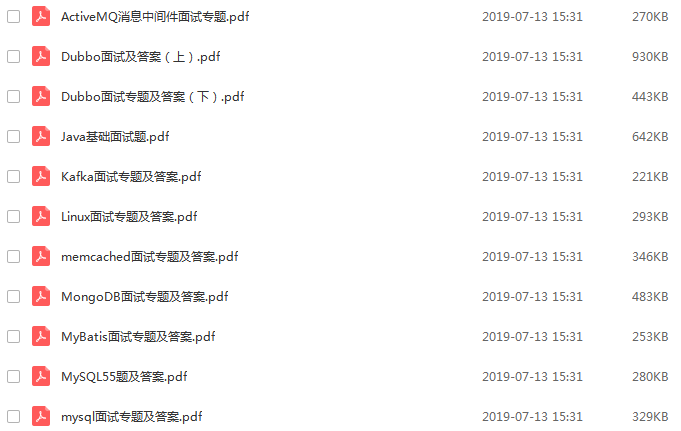 ActiveMQ消息中间件面试专题.pdf 2019-07-13 15:31 270KB
Dubbo面试及答案（上）.pdf 2019-07-13 15:31 930KB
Dubbo面试专题及答案（下）.pdf 2019-07-13 15:31 443KB
Java基础面试题.pdf 2019-07-13 15:31 642KB
Kafka面试专题及答案.pdf 2019-07-13 15:31 221KB
Linux面试专题及答案.pdf 2019-07-13 15:31 293KB
memcached面试专题及答案.pdf 2019-07-13 15:31 346KB
MongoDB面试专题及答案.pdf 2019-07-13 15:31 483KB
MyBatis面试专题及答案.pdf 2019-07-13 15:31 253KB
MySQL55题及答案.pdf 2019-07-13 15:31 280KB
mysql面试专题及答案.pdf 2019-07-13 15:31 329KB